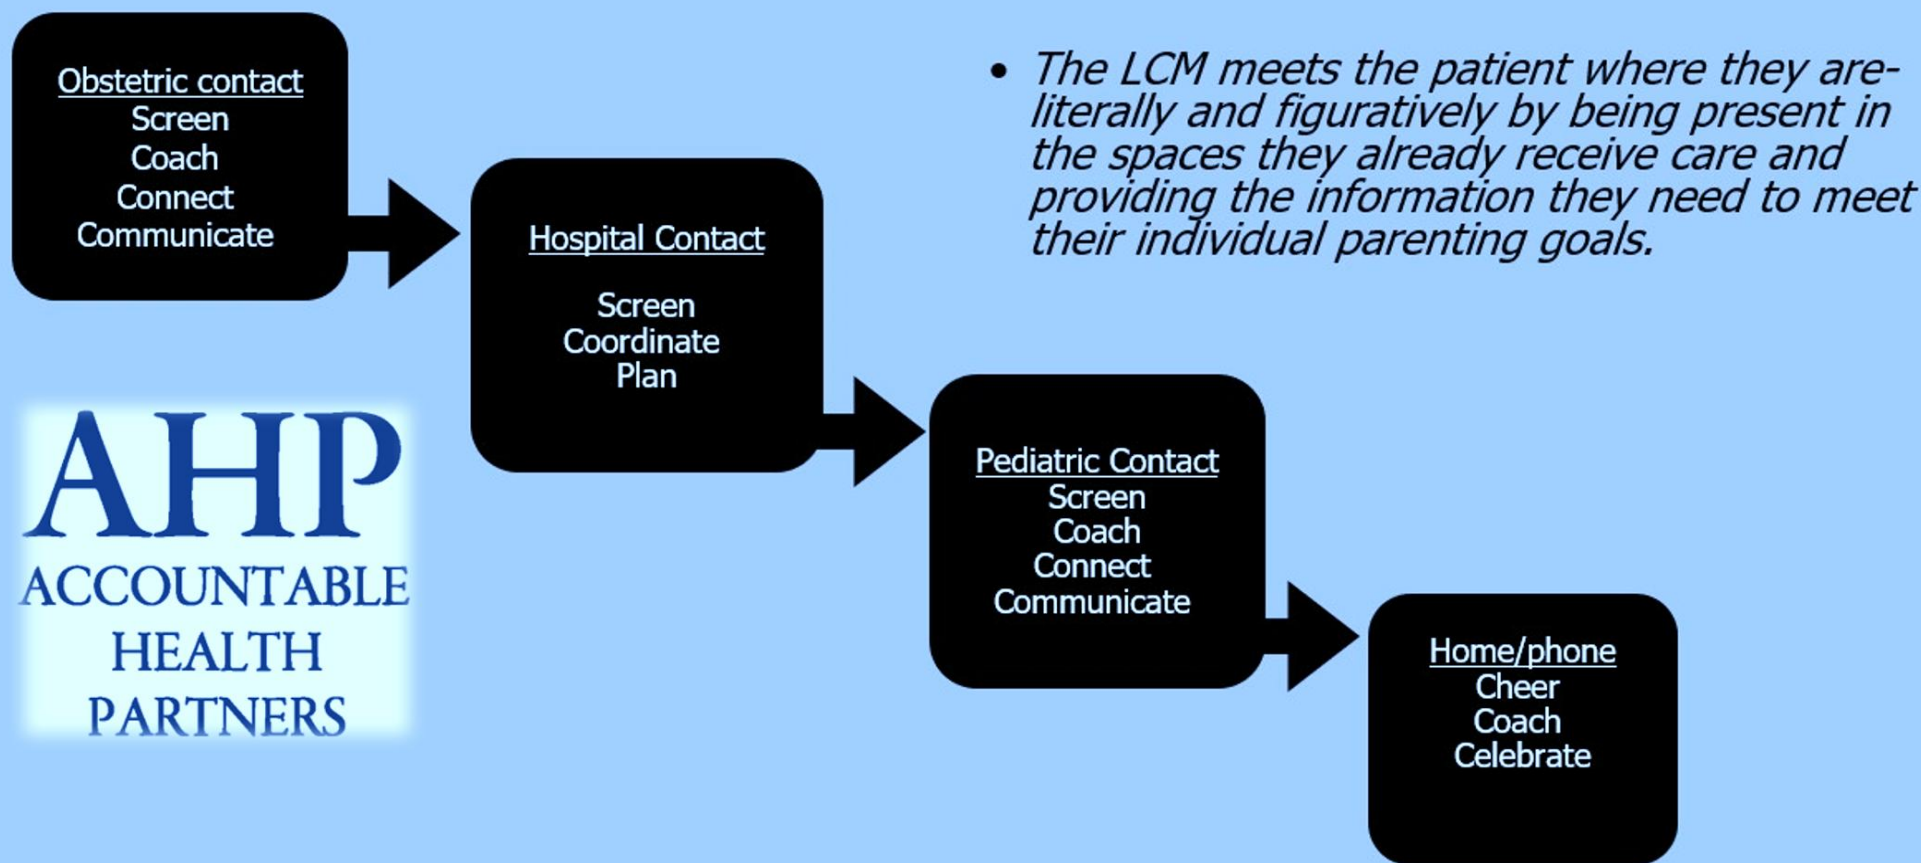 Obstetric contact
Screen
Coach
Connect
Communicate
• The LCM meets the patient where they are-
literally and figuratively by being present in
the spaces they already receive care and
providing the information they need to meet
their individual parenting goals.
Hospital Contact
Screen
Coordinate
Plan
AHP
ACCOUNTABLE
HEALTH
PARTNERS
Pediatric Contact
Screen
Coach
Connect
Communicate
Home/phone
Cheer
Coach
Celebrate